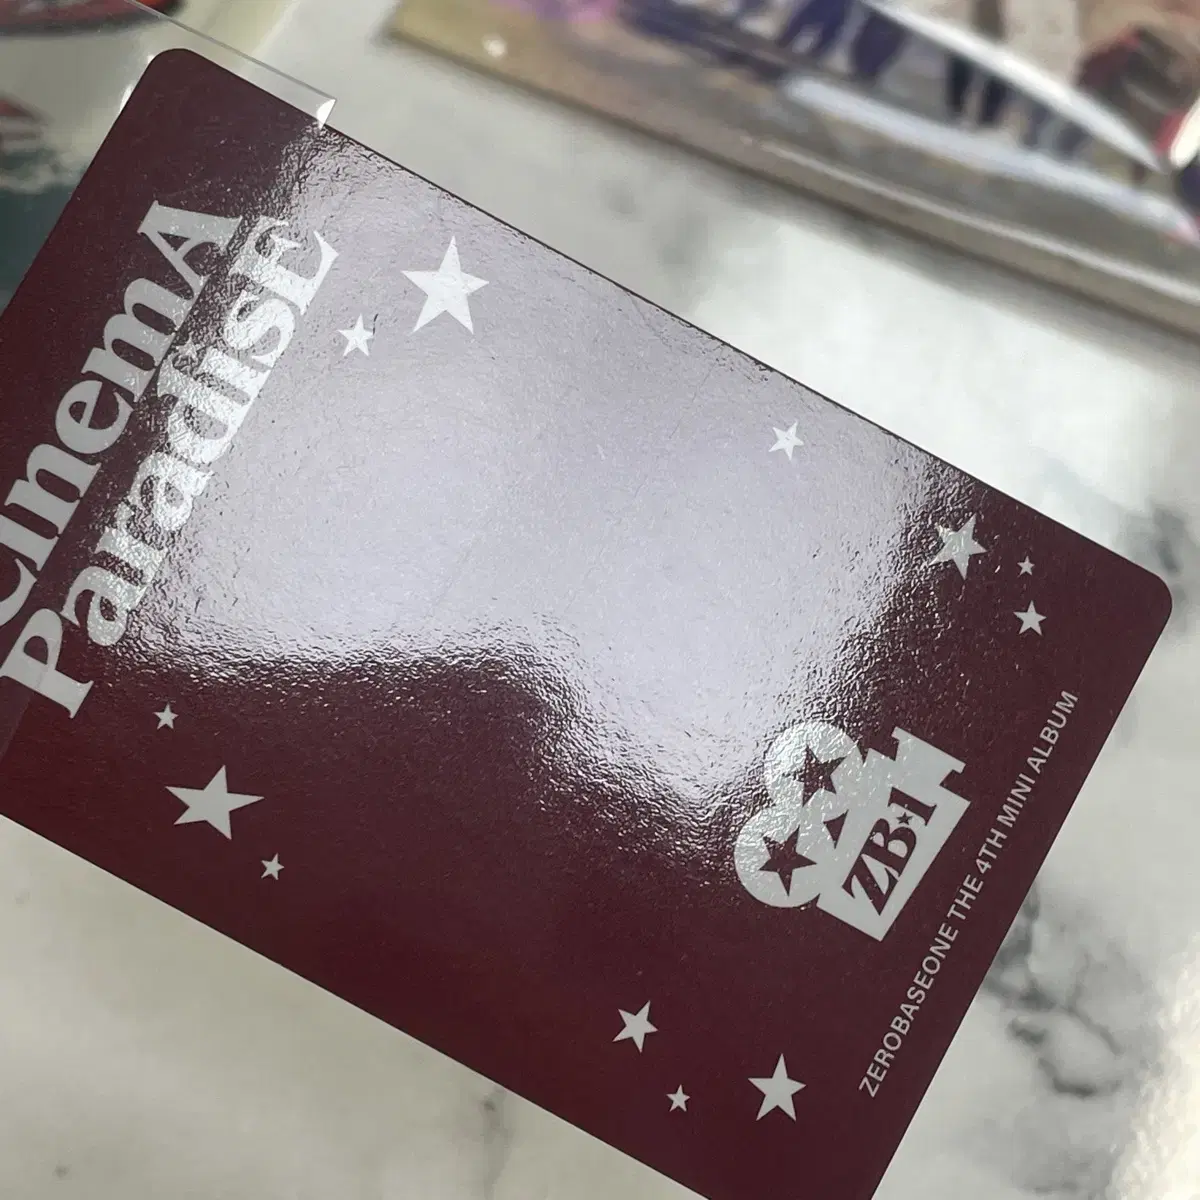 CinemA
ParadisE
ZB1
ZEROBASEONE THE 4TH MINI ALBUM